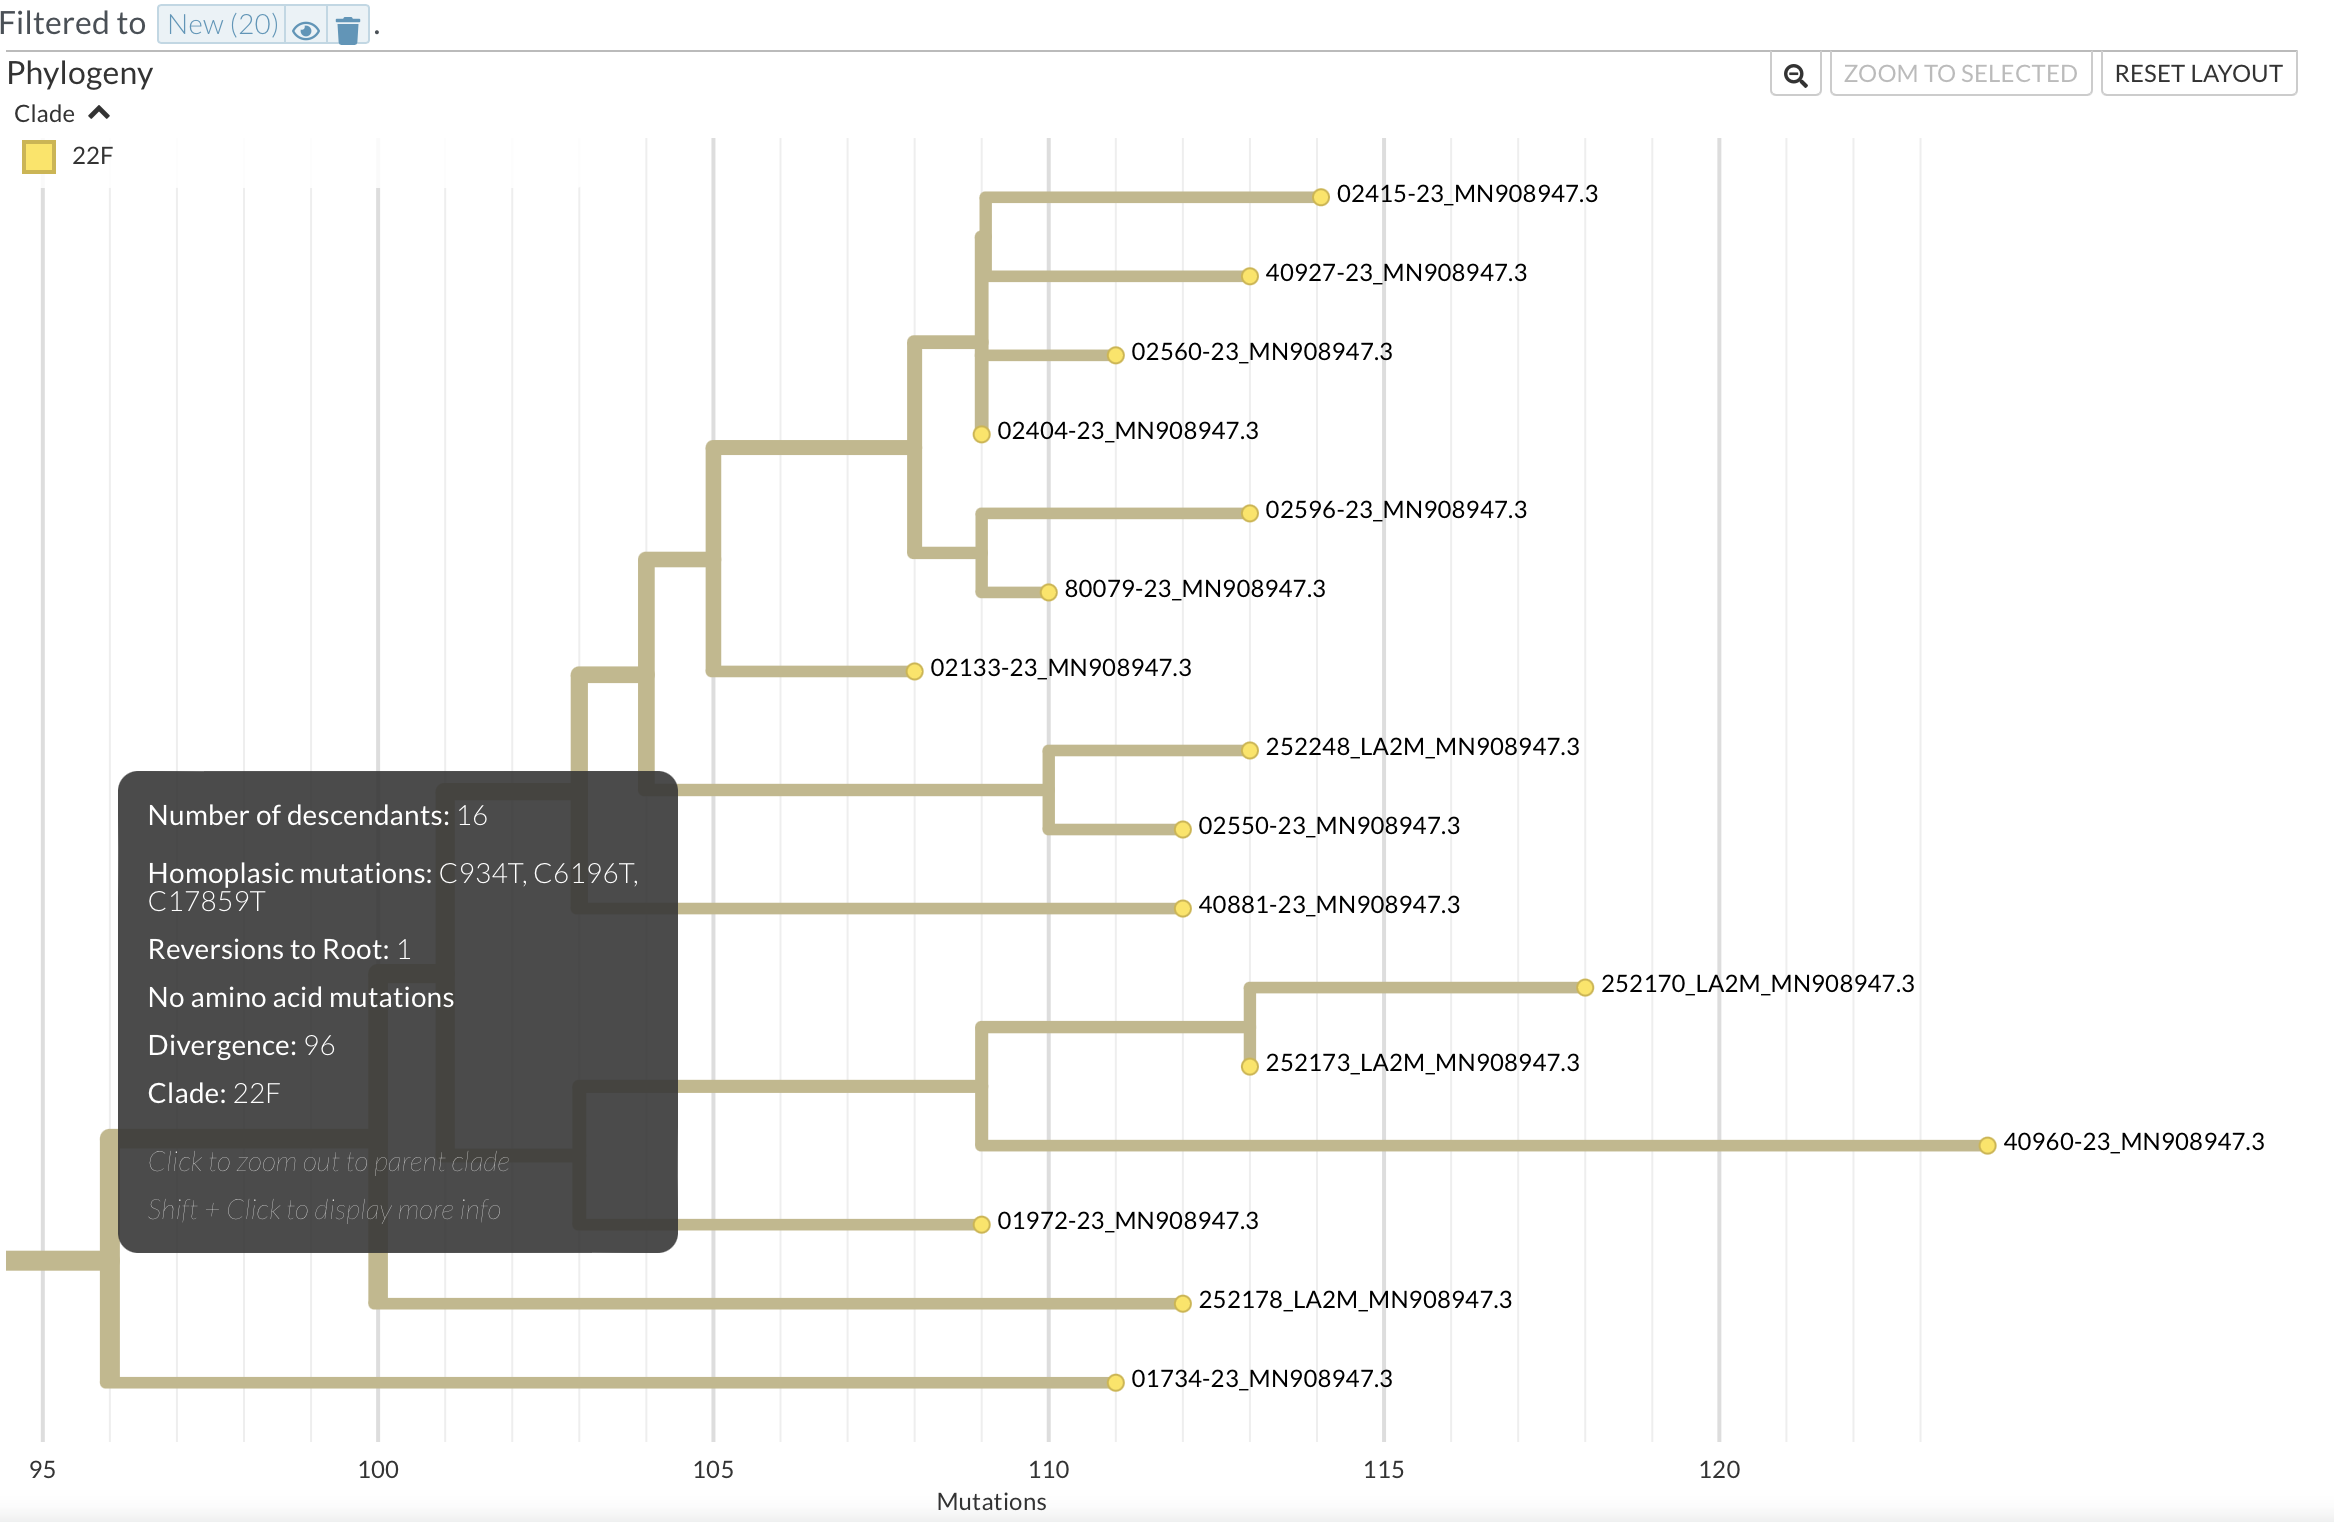 Filtered to New (20) .
Phylogeny
ZOOM TO SELECTED
RESET LAYOUT
Clade
22F
02415-23_MN908947.3
40927-23_MN908947.3
02560-23_MN908947.3
02404-23_MN908947.3
02596-23_MN908947.3
80079-23_MN908947.3
02133-23_MN908947.3
252248_LA2M_MN908947.3
Number of descendants: 16
02550-23_MN908947.3
Homoplasic mutations: C934T, C6196T,
C17859T
40881-23_MN908947.3
Reversions to Root: 1
252170_LA2M_MN908947.3
No amino acid mutations
Divergence: 96
252173_LA2M_MN908947.3
Clade: 22F
40960-23_MN908947.3
Click to zoom out to parent clade
Shift + Click to display more info
01972-23_MN908947.3
252178_LA2M_MN908947.3
01734-23_MN908947.3
95 100 105 110 115 120
Mutations